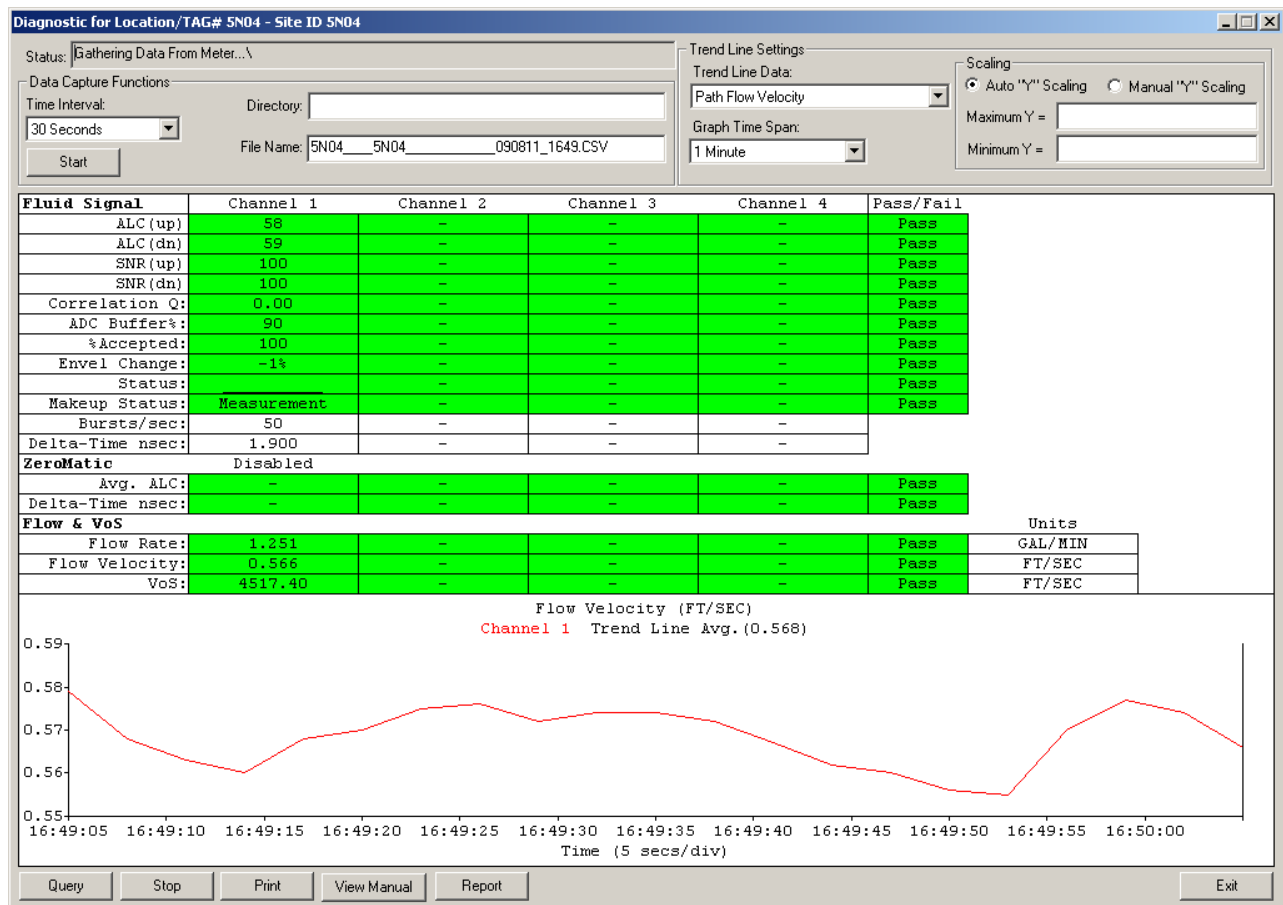 Diagnostic for Location/TAG# 5N04 - Site ID 5N04
Status: Gathering Data From Meter...\
Data Capture Functions
Time Interval:
30 Seconds
Start
Directory:
File Name: 5N04____5N04____________090811_1649.CSV
Trend Line Settings
Trend Line Data:
Path Flow Velocity
Graph Time Span:
1 Minute
Scaling
Auto "Y" Scaling Manual "Y" Scaling
Maximum Y =
Minimum Y =
Fluid Signal Channel 1 Channel 2 Channel 3 Channel 4 Pass/Fail
ALC(up) 58 - - - Pass
ALC(dn) 59 - - - Pass
SNR(up) 100 - - - Pass
SNR(dn) 100 - - - Pass
Correlation Q: 0.00 - - - Pass
ADC Buffer%: 90 - - - Pass
%Accepted: 100 - - - Pass
Envel Change: -1% - - - Pass
Status: - - - Pass
Makeup Status: Measurement - - - Pass
Bursts/sec: 50 - - -
Delta-Time nsec: 1.900 - - -
ZeroMatic Disabled
Avg. ALC: - - - - Pass
Delta-Time nsec: - - - - Pass
Flow & VoS Units
Flow Rate: 1.251 - - - Pass GAL/MIN
Flow Velocity: 0.566 - - - Pass FT/SEC
VoS: 4517.40 - - - Pass FT/SEC
Flow Velocity (FT/SEC)
Channel 1 Trend Line Avg.(0.568)
0.59
0.58
0.57
0.56
0.55
16:49:05 16:49:10 16:49:15 16:49:20 16:49:25 16:49:30 16:49:35 16:49:40 16:49:45 16:49:50 16:49:55 16:50:00
Time (5 secs/div)
Query Stop Print View Manual Report Exit